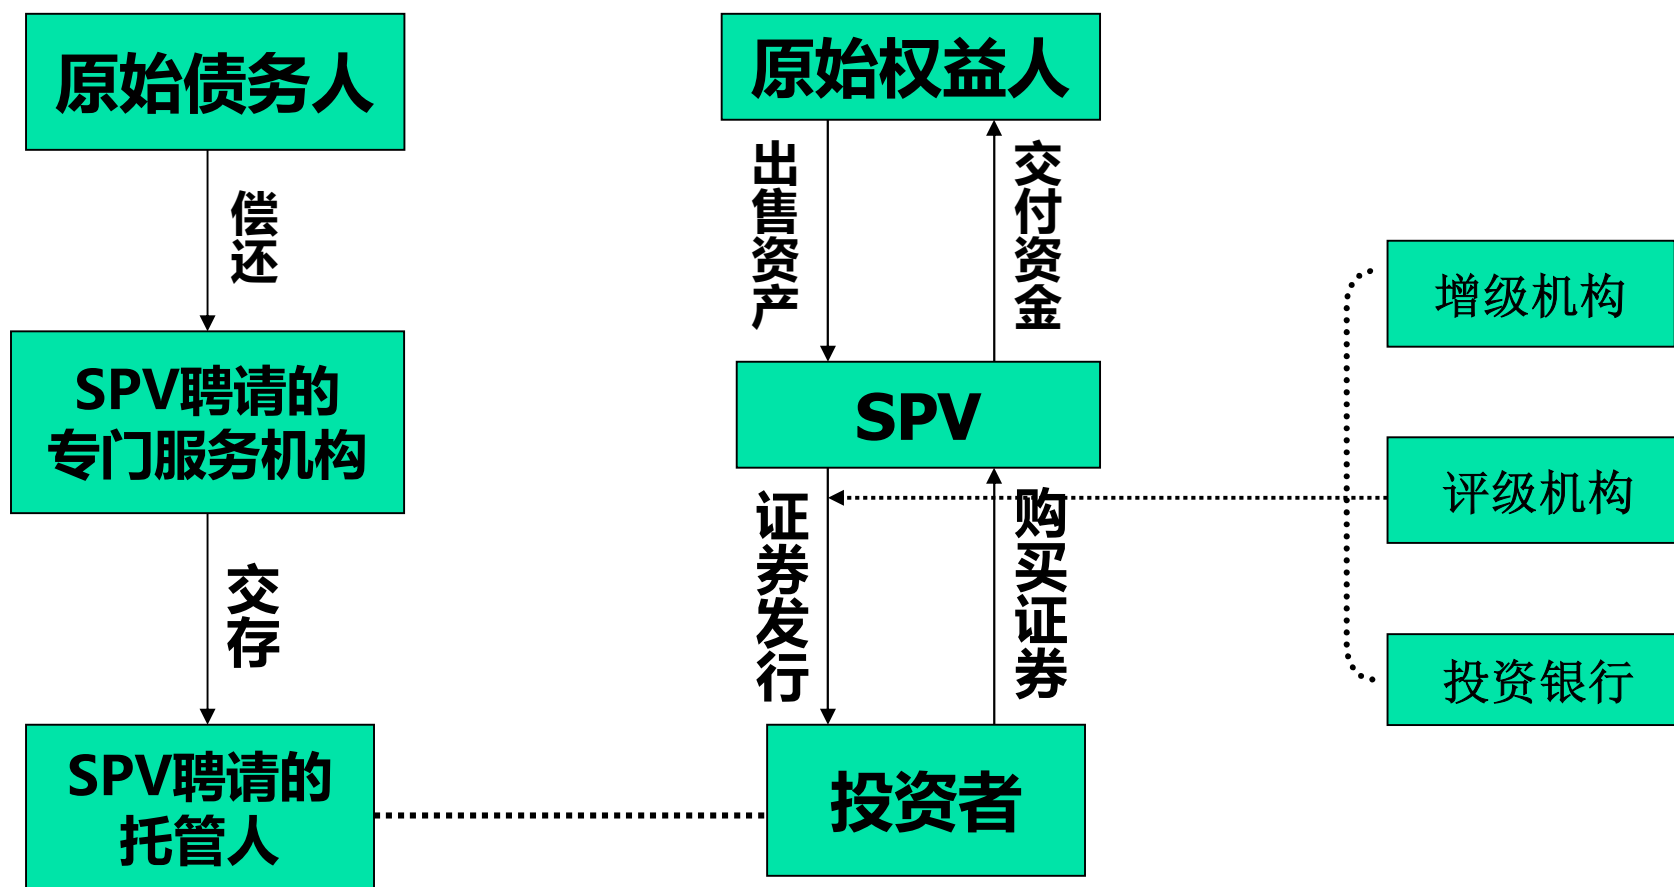 原始债务人
偿还
SPV聘请的
专门服务机构
交存
SPV聘请的
托管人
原始权益人
出售资产
交付资金
SPV
证券发行
购买证券
投资者
增级机构
评级机构
投资银行